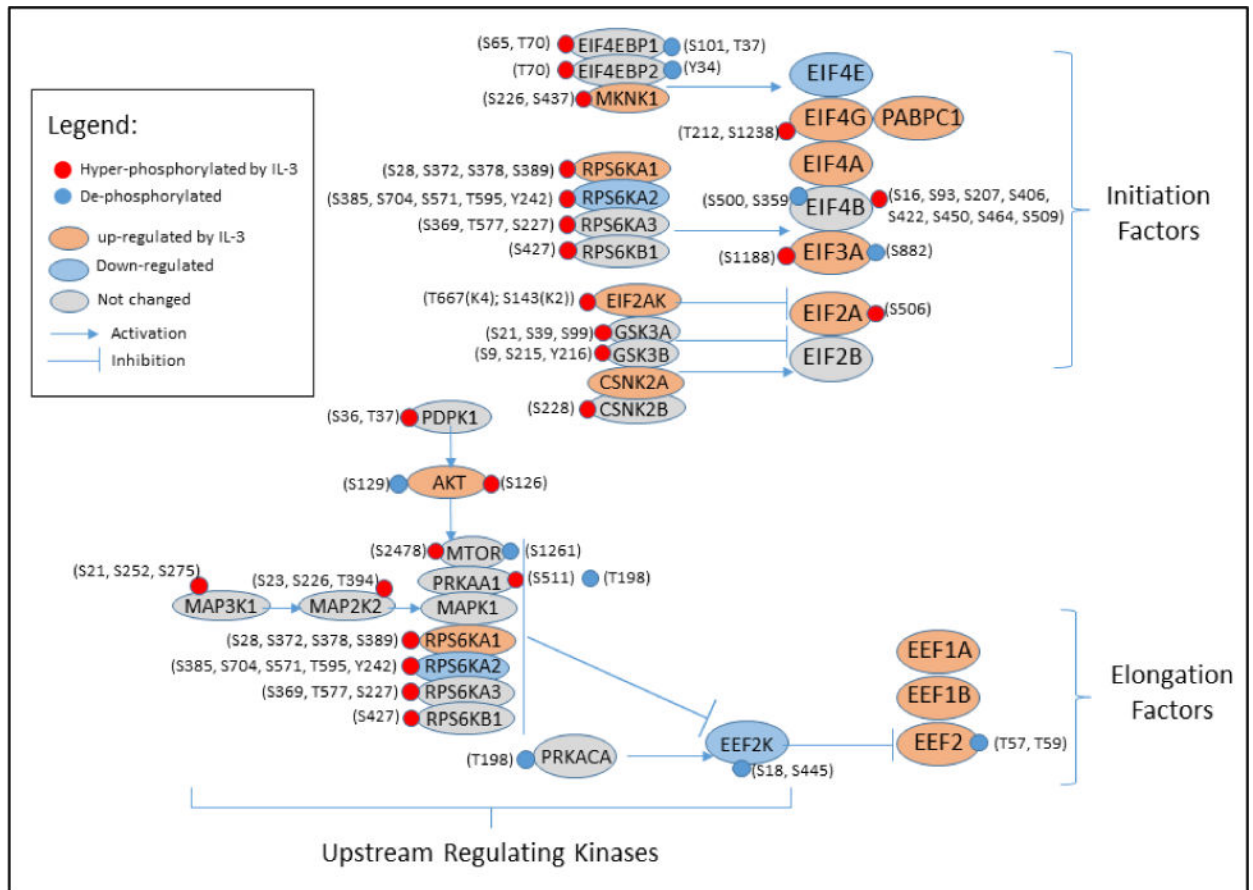 Legend:
Hyper-phosphorylated by IL-3
De-phosphorylated
up-regulated by IL-3
Down-regulated
Not changed
Activation
Inhibition
(S65, T70) EIF4EBP1 (S101, T37)
(T70) EIF4EBP2 (Y34)
(S226, S437) MKNK1
EIF4E
(T212, S1238) EIF4G PABPC1
EIF4A
(S28, S372, S378, S389) RPS6KA1
(S385, S704, S571, T595, Y242) RPS6KA2
(S369, T577, S227) RPS6KA3
(S427) RPS6KB1
(S500, S359) EIF4B (S16, S93, S207, S406,
S422, S450, S464, S509)
(S1188) EIF3A (S882)
(T667(K4); S143(K2)) EIF2AK
EIF2A (S506)
(S21, S39, S99) GSK3A
(S9, S215, Y216) GSK3B
EIF2B
CSNK2A
(S228) CSNK2B
Initiation
Factors
(S36, T37) PDPK1
(S129) AKT (S126)
(S2478) MTOR (S1261)
PRKAA1 (S511) (T198)
(S21, S252, S275)
MAP3K1
(S23, S226, T394)
MAP2K2
MAPK1
(S28, S372, S378, S389) RPS6KA1
(S385, S704, S571, T595, Y242) RPS6KA2
(S369, T577, S227) RPS6KA3
(S427) RPS6KB1
(T198) PRKACA
EEF2K
(S18, S445)
EEF1A
EEF1B
EEF2 (T57, T59)
Elongation
Factors
Upstream Regulating Kinases